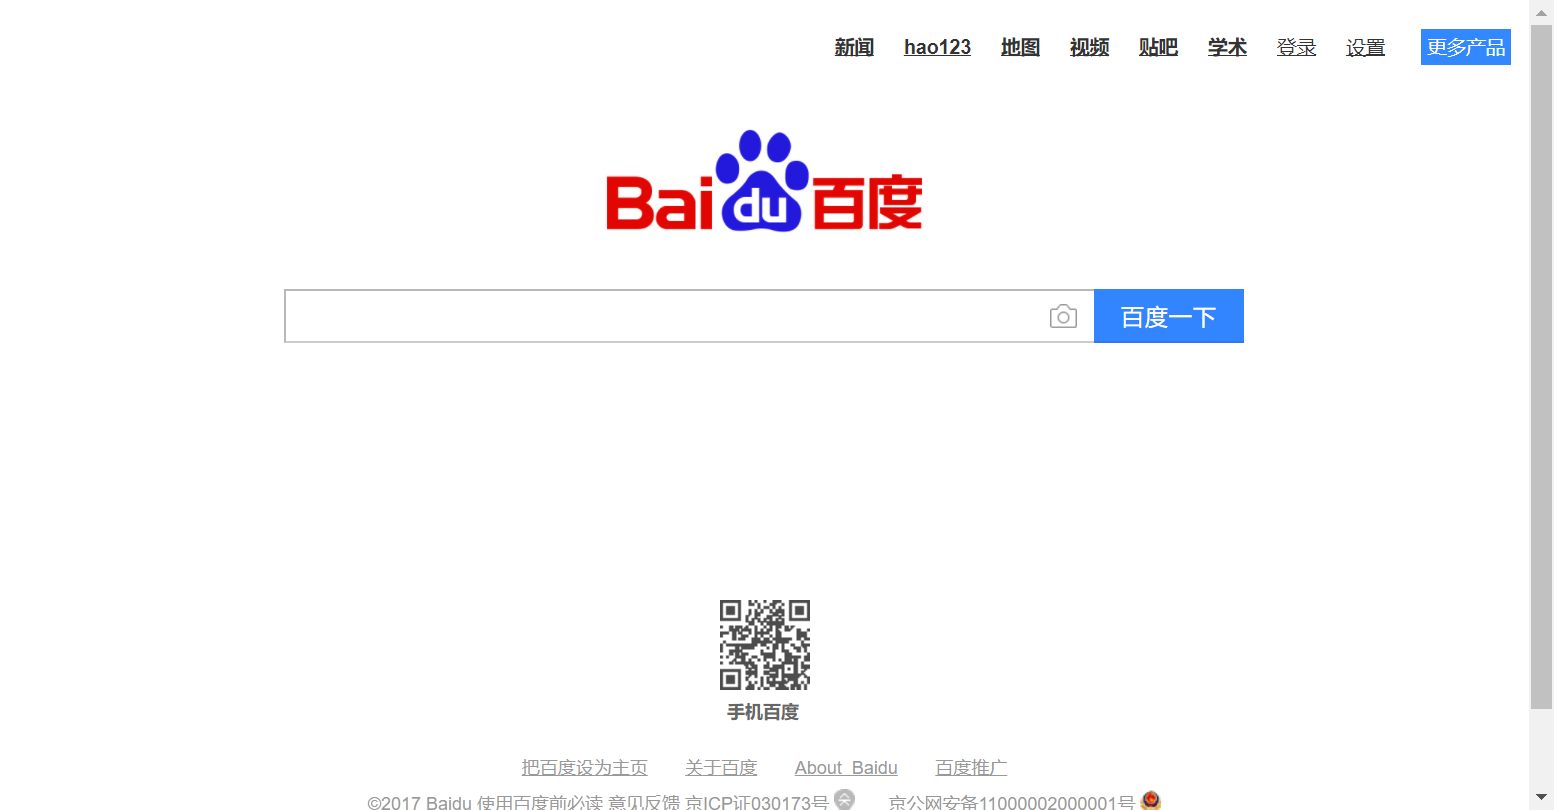 新闻 hao123 地图 视频 贴吧 学术 登录 设置 更多产品
Bai du 百度
百度一下
手机百度
把百度设为主页 关于百度 About Baidu 百度推广
©2017 Baidu 使用百度前必读 意见反馈 京ICP证030173号 京公网安备11000002000001号